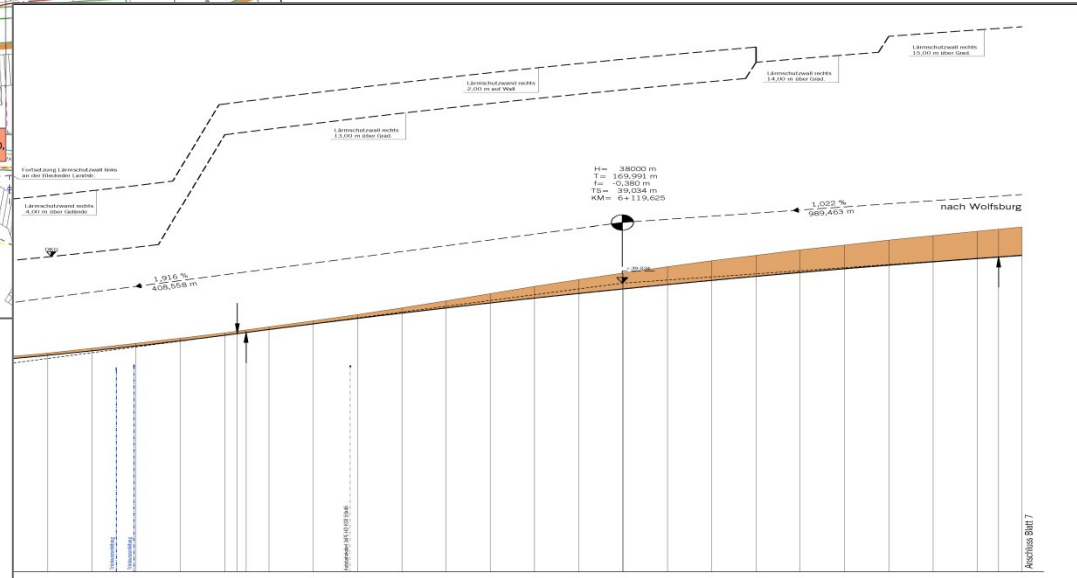 Lärmschutzwall rechts
15,00 m über Grad.
Lärmschutzwall rechts
14,00 m über Grad.
Lärmschutzwand rechts
2,00 m auf Wall
Lärmschutzwall rechts
13,00 m über Grad.
Fortsetzung Lärmschutzwall links
an der Bleckeder Landstr.
Lärmschutzwand rechts
4,00 m über Gelände
H= 38000 m
T= 169,991 m
f= -0,380 m
TS= 39,034 m
KM= 6+119,625
1,022 %
989,463 m
nach Wolfsburg
1,916 %
408,558 m
Anschluss Blatt 7